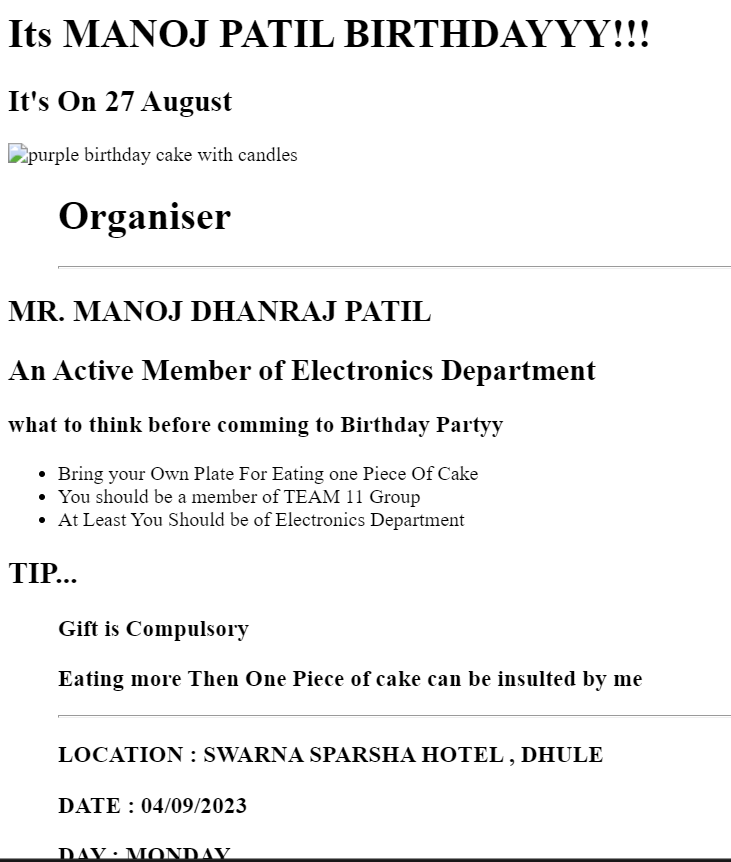 Its MANOJ PATIL BIRTHDAYYY!!!
It's On 27 August
purple birthday cake with candles
Organiser
MR. MANOJ DHANRAJ PATIL
An Active Member of Electronics Department
what to think before comming to Birthday Partyy
Bring your Own Plate For Eating one Piece Of Cake
You should be a member of TEAM 11 Group
At Least You Should be of Electronics Department
TIP...
Gift is Compulsory
Eating more Then One Piece of cake can be insulted by me
LOCATION : SWARNA SPARSHA HOTEL , DHULE
DATE : 04/09/2023
DAY : MONDAY